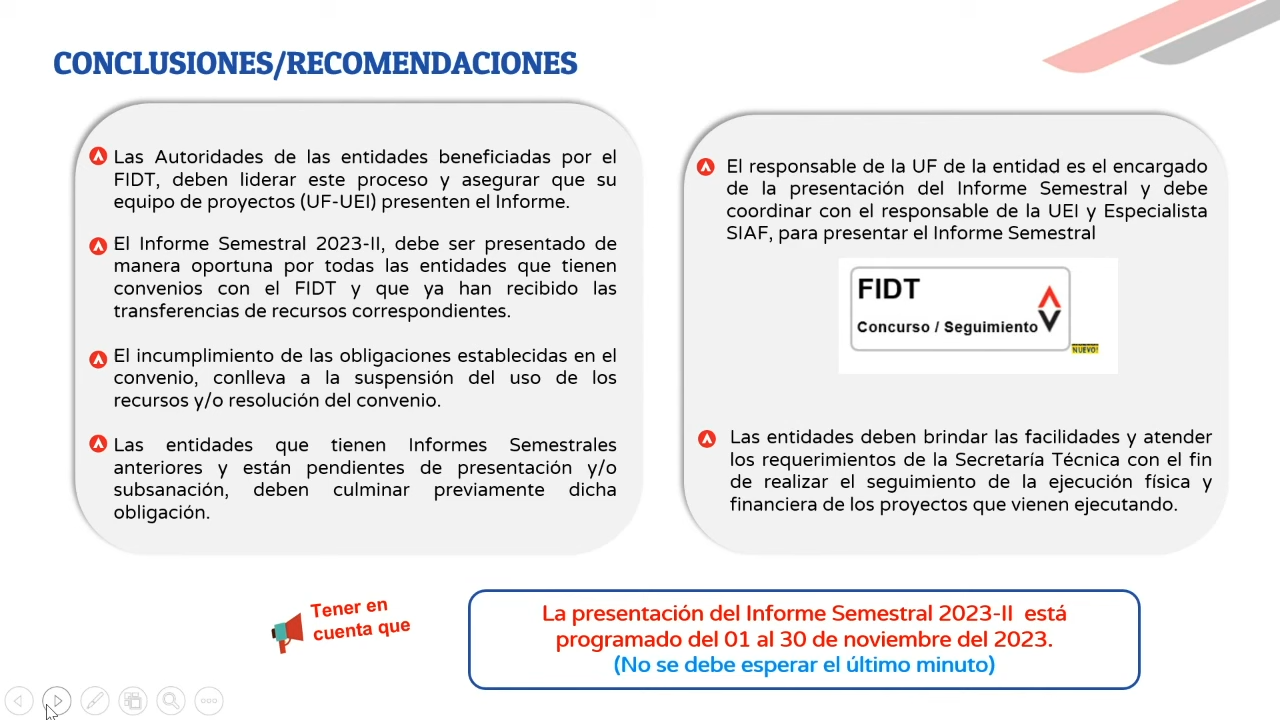 CONCLUSIONES/RECOMENDACIONES
Las Autoridades de las entidades beneficiadas por el
FIDT, deben liderar este proceso y asegurar que su
equipo de proyectos (UF-UEI) presenten el Informe.
El Informe Semestral 2023-II, debe ser presentado de
manera oportuna por todas las entidades que tienen
convenios con el FIDT y que ya han recibido las
transferencias de recursos correspondientes.
El incumplimiento de las obligaciones establecidas en el
convenio, conlleva a la suspensión del uso de los
recursos y/o resolución del convenio.
Las entidades que tienen Informes Semestrales
anteriores y están pendientes de presentación y/o
subsanación, deben culminar previamente dicha
obligación.
El responsable de la UF de la entidad es el encargado
de la presentación del Informe Semestral y debe
coordinar con el responsable de la UEI y Especialista
SIAF, para presentar el Informe Semestral
FIDT
Concurso / Seguimiento
NUEVO!
Las entidades deben brindar las facilidades y atender
los requerimientos de la Secretaría Técnica con el fin
de realizar el seguimiento de la ejecución física y
financiera de los proyectos que vienen ejecutando.
Tener en
cuenta que
La presentación del Informe Semestral 2023-II está
programado del 01 al 30 de noviembre del 2023.
(No se debe esperar el último minuto)